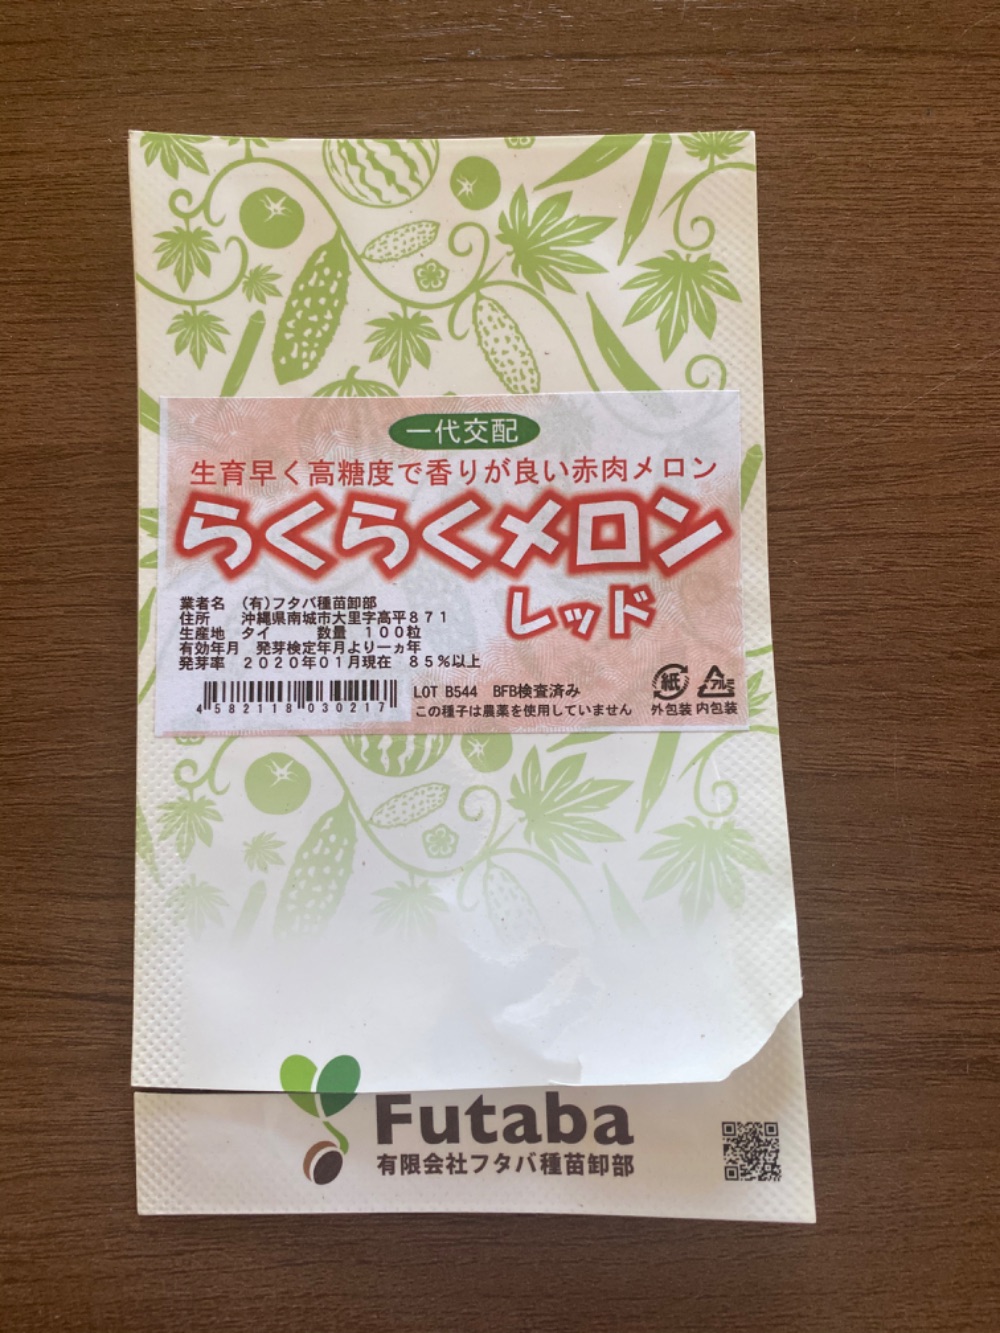 一代交配
生育早く高糖度で香りが良い赤肉メロン
らくらくメロン
レッド
業者名 (有)フタバ種苗卸部
住所 沖縄県南城市大里字高平871
生産地 タイ 数量 100粒
有効年月 発芽検定年月より一ヵ年
発芽率 2020年01月現在 85%以上
4 582118 030217
LOT B544 BFB検査済み
この種子は農薬を使用していません
紙
外包装
アルミ
内包装
Futaba
有限会社フタバ種苗卸部